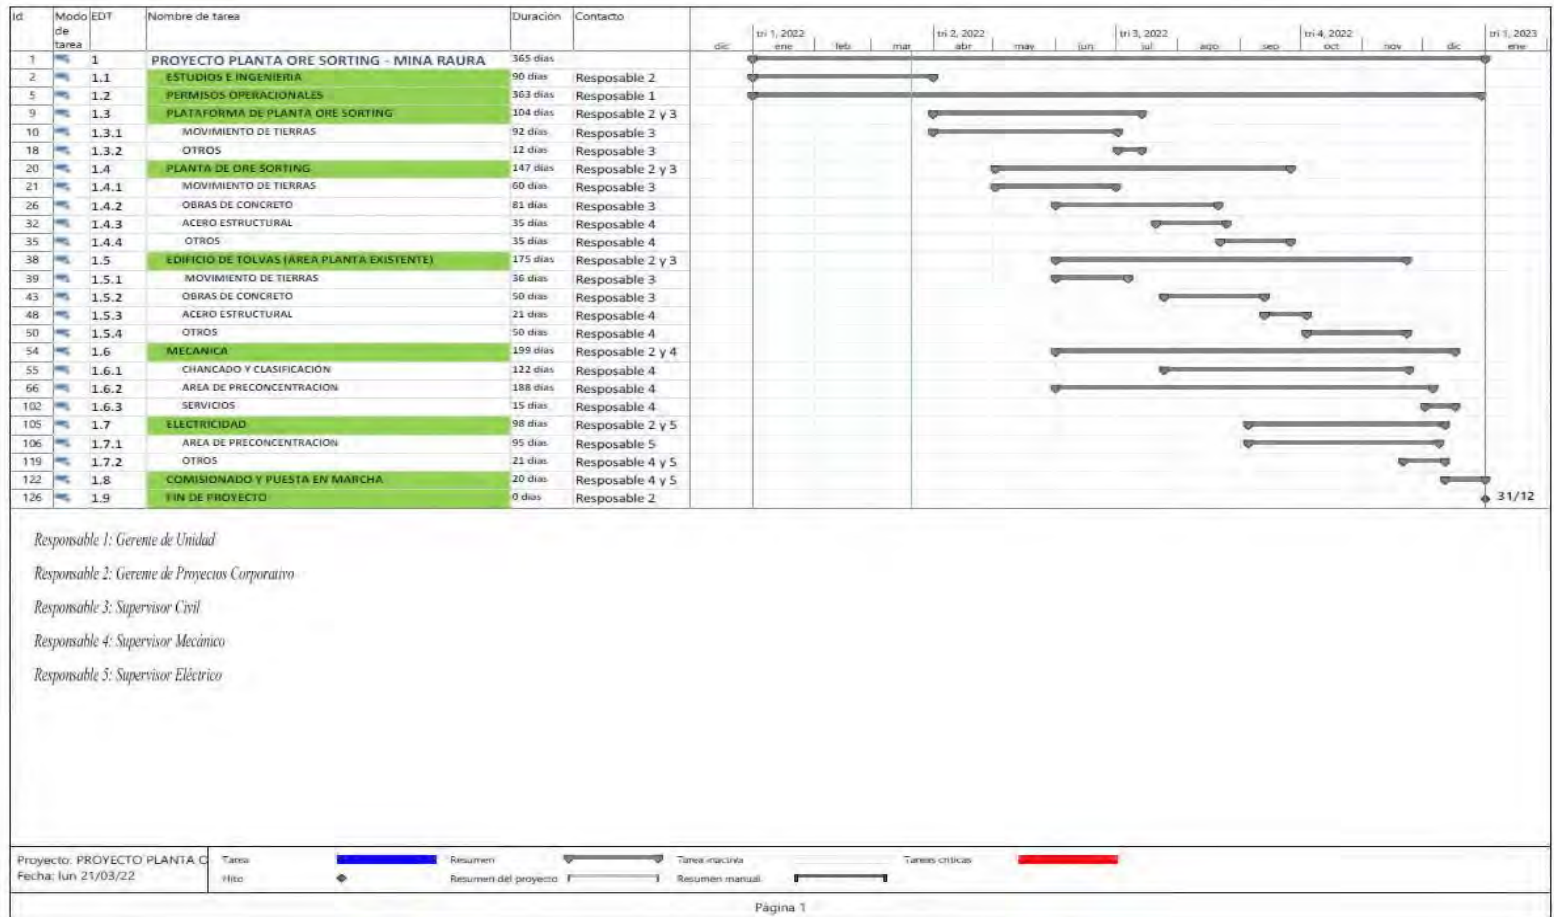 Id Modo de tarea EDT Nombre de tarea Duración Contacto
tri 1, 2022 tri 2, 2022 tri 3, 2022 tri 4, 2022 tri 1, 2023
dic ene feb mar abr may jun jul ago sep oct nov dic ene
1 1 PROYECTO PLANTA ORE SORTING - MINA RAURA 365 días
2 1.1 ESTUDIOS E INGENIERIA 90 días Resposable 2
5 1.2 PERMISOS OPERACIONALES 363 días Resposable 1
9 1.3 PLATAFORMA DE PLANTA ORE SORTING 104 días Resposable 2 y 3
10 1.3.1 MOVIMIENTO DE TIERRAS 92 días Resposable 3
18 1.3.2 OTROS 12 días Resposable 3
20 1.4 PLANTA DE ORE SORTING 147 días Resposable 2 y 3
21 1.4.1 MOVIMIENTO DE TIERRAS 60 días Resposable 3
26 1.4.2 OBRAS DE CONCRETO 81 días Resposable 3
32 1.4.3 ACERO ESTRUCTURAL 35 días Resposable 4
35 1.4.4 OTROS 35 días Resposable 4
38 1.5 EDIFICIO DE TOLVAS (AREA PLANTA EXISTENTE) 175 días Resposable 2 y 3
39 1.5.1 MOVIMIENTO DE TIERRAS 36 días Resposable 3
43 1.5.2 OBRAS DE CONCRETO 50 días Resposable 3
48 1.5.3 ACERO ESTRUCTURAL 21 días Resposable 4
50 1.5.4 OTROS 50 días Resposable 4
54 1.6 MECANICA 199 días Resposable 2 y 4
55 1.6.1 CHANCADO Y CLASIFICACIÓN 122 días Resposable 4
66 1.6.2 AREA DE PRECONCENTRACION 188 días Resposable 4
102 1.6.3 SERVICIOS 15 días Resposable 4
105 1.7 ELECTRICIDAD 98 días Resposable 2 y 5
106 1.7.1 AREA DE PRECONCENTRACION 95 días Resposable 5
119 1.7.2 OTROS 21 días Resposable 4 y 5
122 1.8 COMISIONADO Y PUESTA EN MARCHA 20 días Resposable 4 y 5
126 1.9 FIN DE PROYECTO 0 días Resposable 2 31/12
Responsable 1: Gerente de Unidad
Responsable 2: Gerente de Proyectos Corporativo
Responsable 3: Supervisor Civil
Responsable 4: Supervisor Mecánico
Responsable 5: Supervisor Eléctrico
Proyecto: PROYECTO PLANTA O Tarea Resumen Tarea inactiva Tareas críticas
Fecha: lun 21/03/22 Hito Resumen del proyecto Resumen manual
Página 1